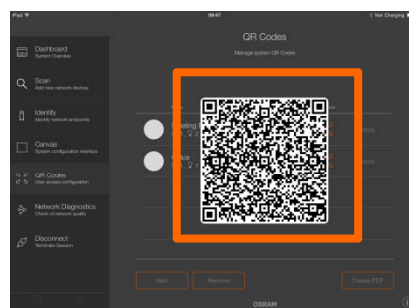 iPad
09:47
Not Charging
QR Codes
Manage system QR Codes
Dashboard
System Overview
Scan
Add new network devices
Identify
Identify network endpoints
Canvas
System configuration interface
QR Codes
User access configuration
Network Diagnostics
Check of network quality
Disconnect
Terminate Session
Add
Remove
Create PDF
OSRAM